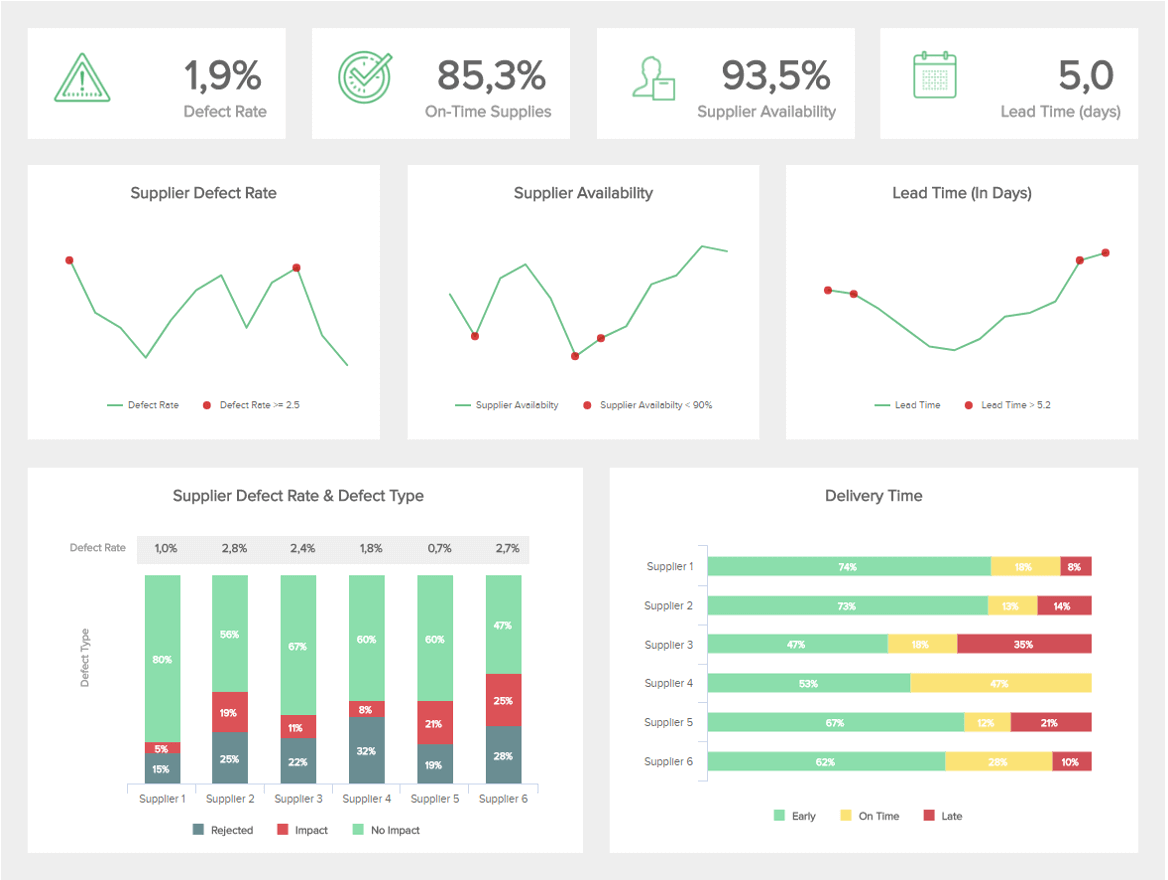 1,9%
Defect Rate
85,3%
On-Time Supplies
93,5%
Supplier Availability
5,0
Lead Time (days)
Supplier Defect Rate
Defect Rate
Defect Rate >= 2.5
Supplier Availability
Supplier Availabilty
Supplier Availabilty < 90%
Lead Time (In Days)
Lead Time
Lead Time > 5.2
Supplier Defect Rate & Defect Type
Defect Rate
1,0%
2,8%
2,4%
1,8%
0,7%
2,7%
Defect Type
80%
5%
15%
56%
19%
25%
67%
11%
22%
60%
8%
32%
60%
21%
19%
47%
25%
28%
Supplier 1
Supplier 2
Supplier 3
Supplier 4
Supplier 5
Supplier 6
Rejected
Impact
No Impact
Delivery Time
Supplier 1
74%
18%
8%
Supplier 2
73%
13%
14%
Supplier 3
47%
18%
35%
Supplier 4
53%
47%
Supplier 5
67%
12%
21%
Supplier 6
62%
28%
10%
Early
On Time
Late